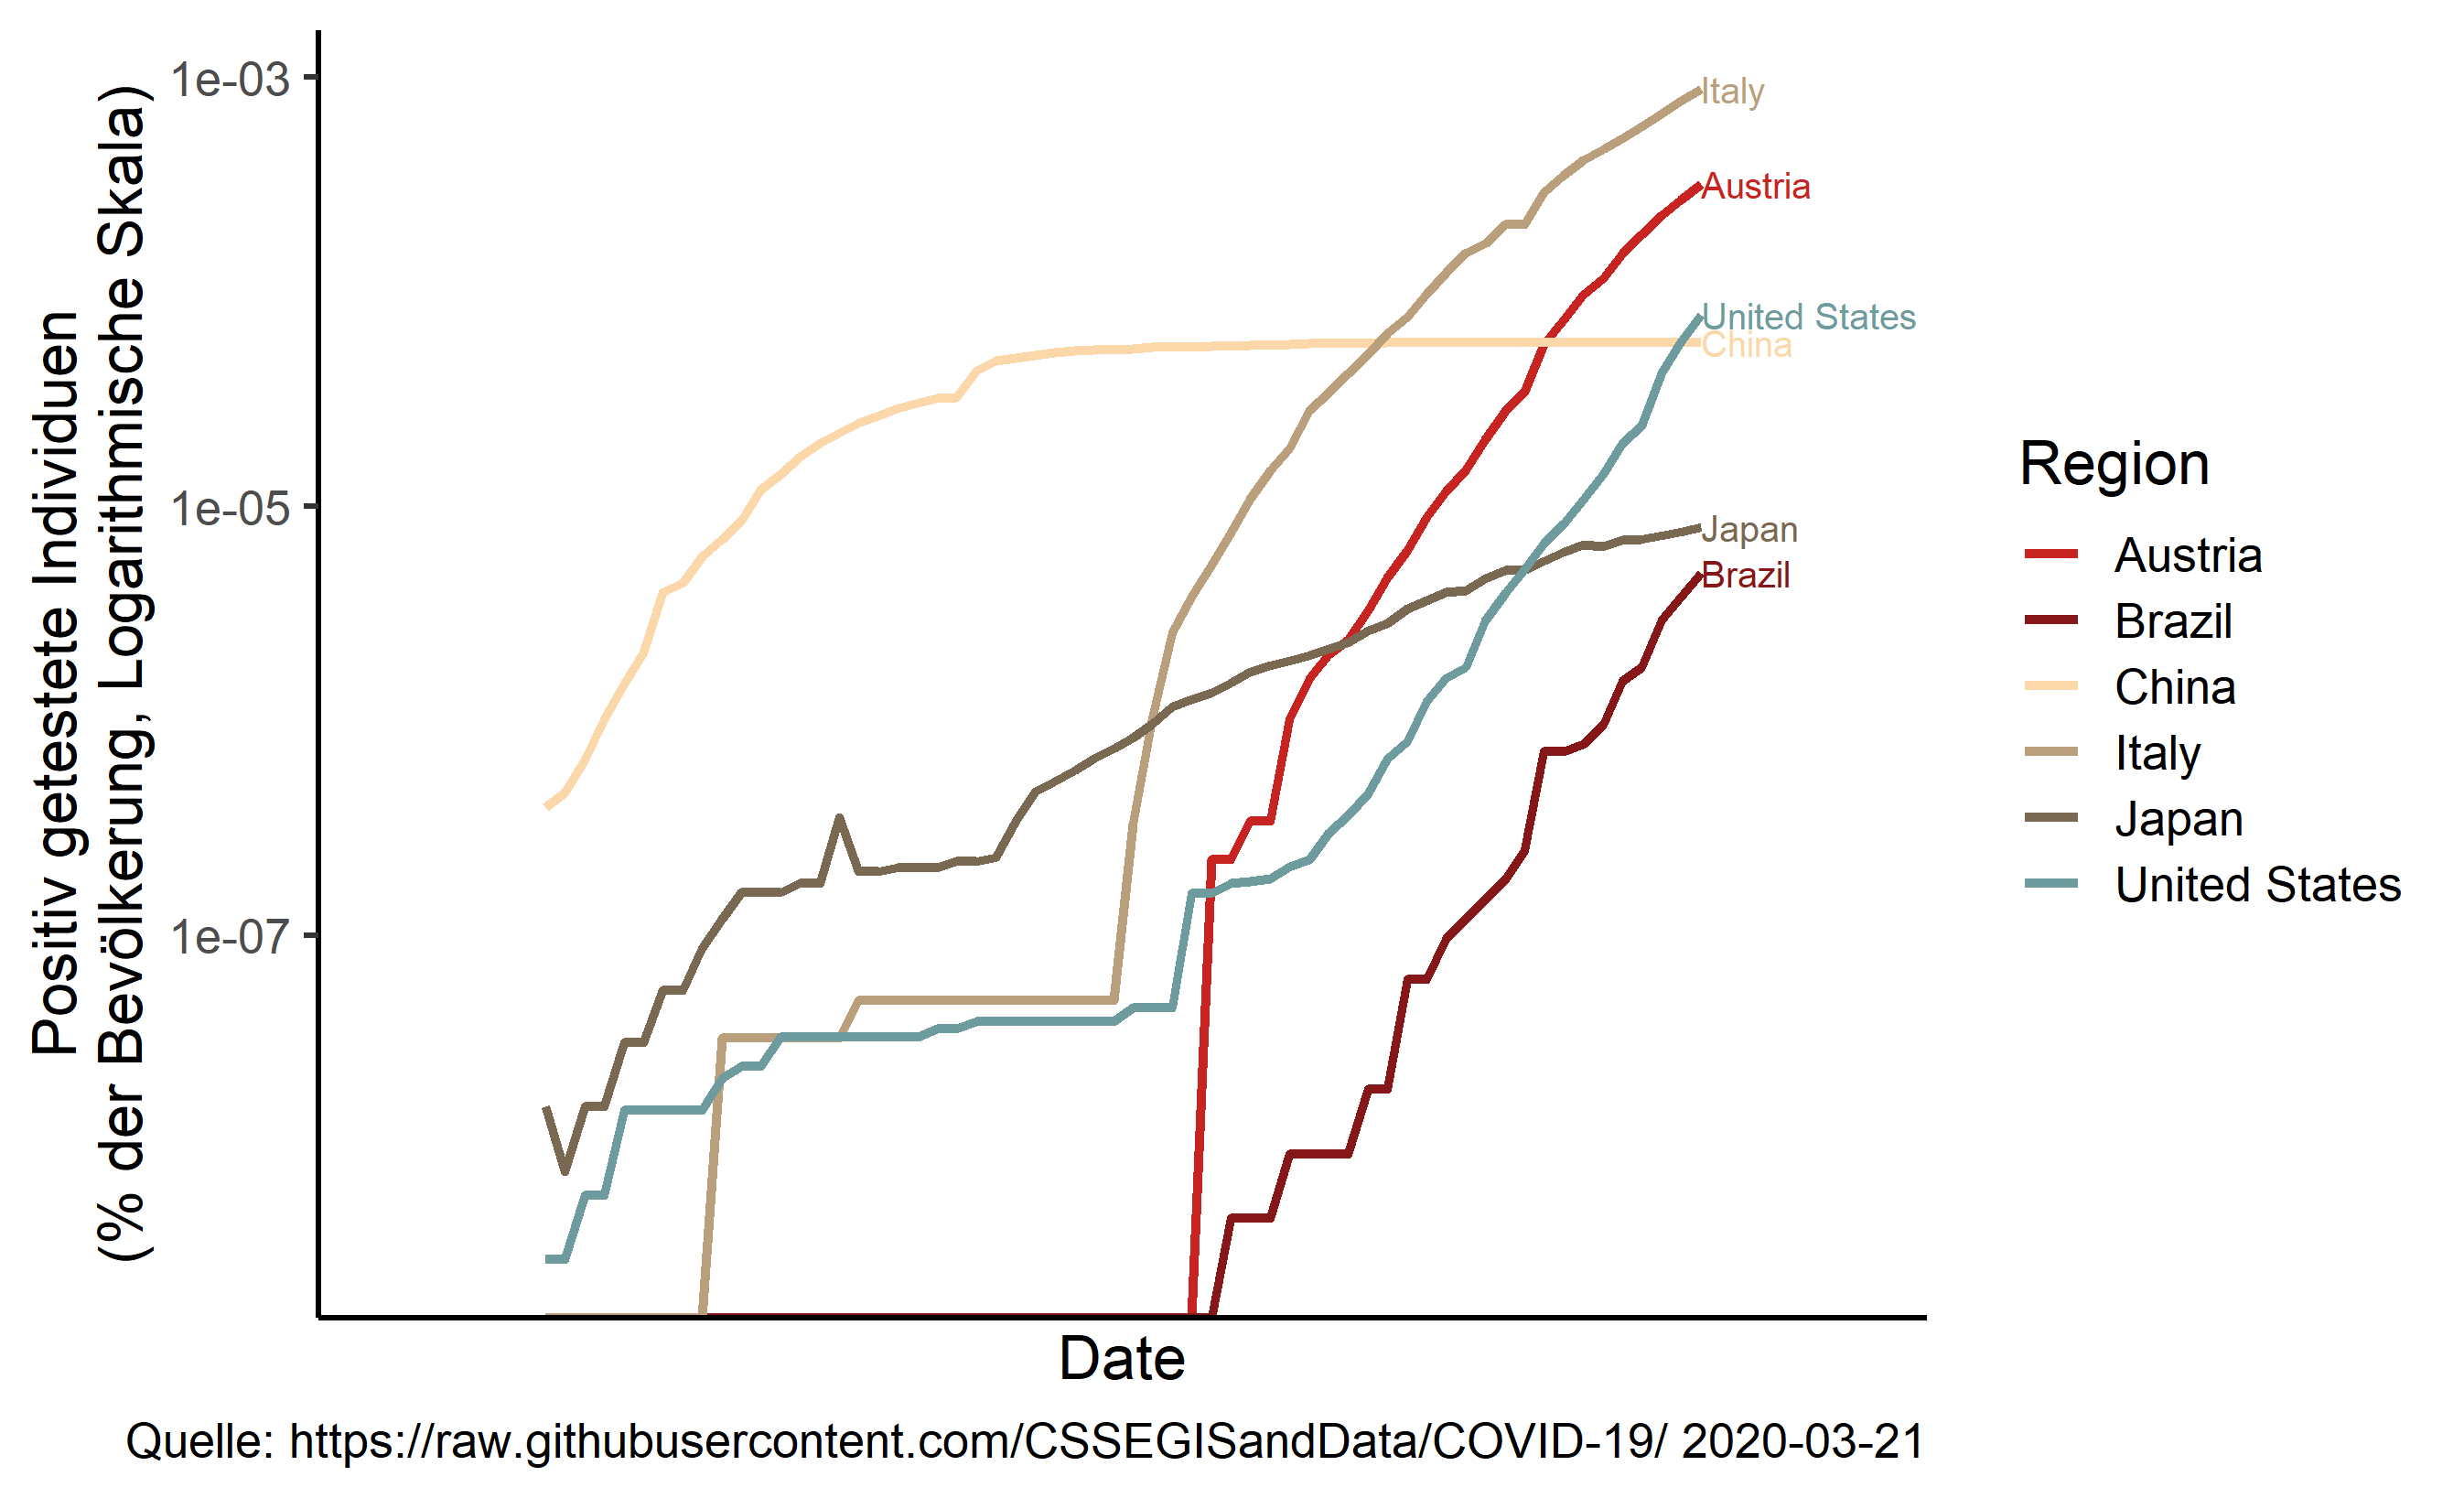 Positiv getestete Individuen
(% der Bevölkerung, Logarithmische Skala)
1e-03
1e-05
1e-07
Italy
Austria
United States
China
Japan
Brazil
Date
Region
Austria
Brazil
China
Italy
Japan
United States
Quelle: https://raw.githubusercontent.com/CSSEGISandData/COVID-19/ 2020-03-21